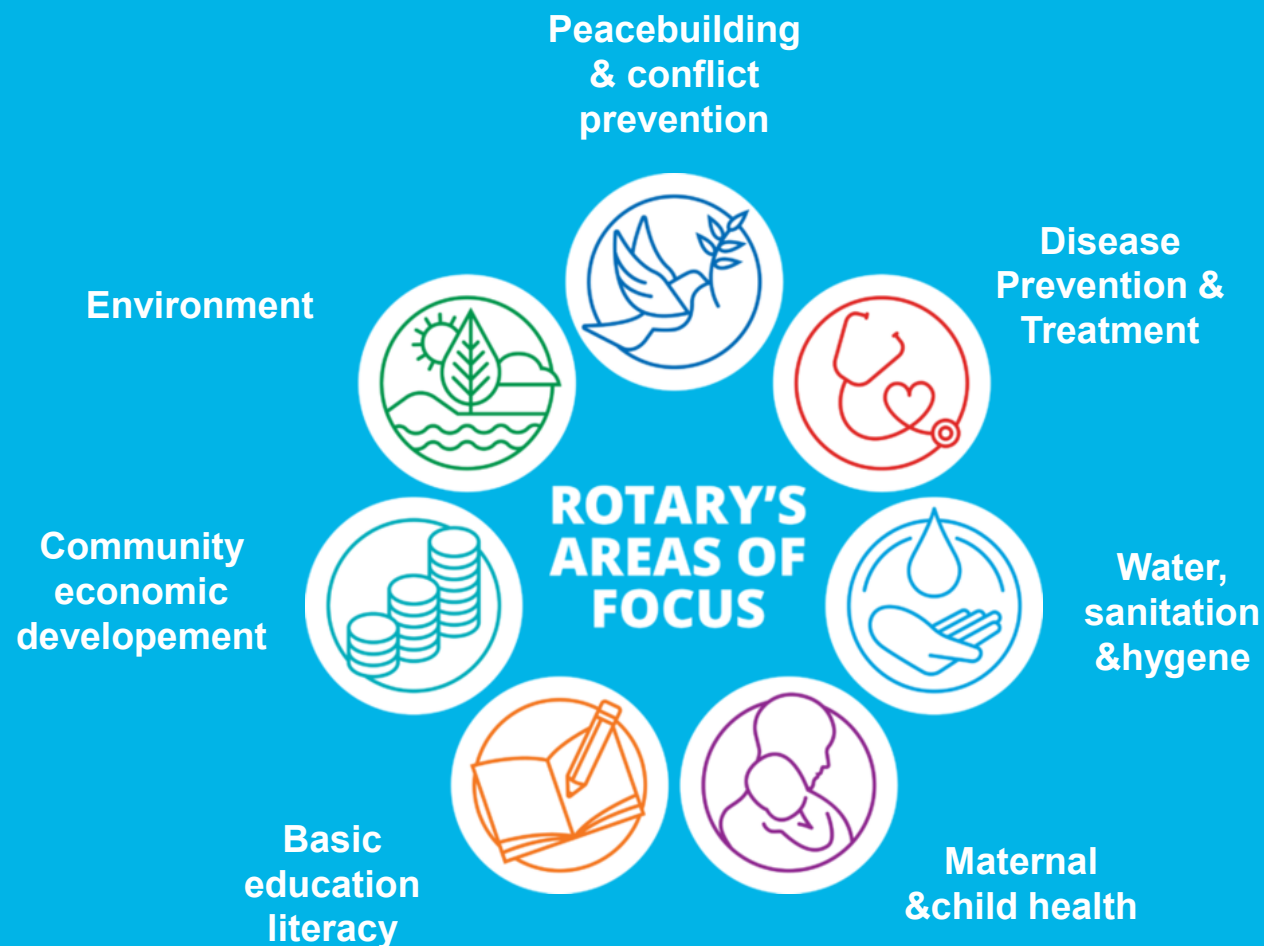 Peacebuilding
& conflict
prevention
Disease
Prevention &
Treatment
Environment
ROTARY'S
AREAS OF
FOCUS
Community
economic
developement
Water,
sanitation
&hygene
Basic
education
literacy
Maternal
&child health